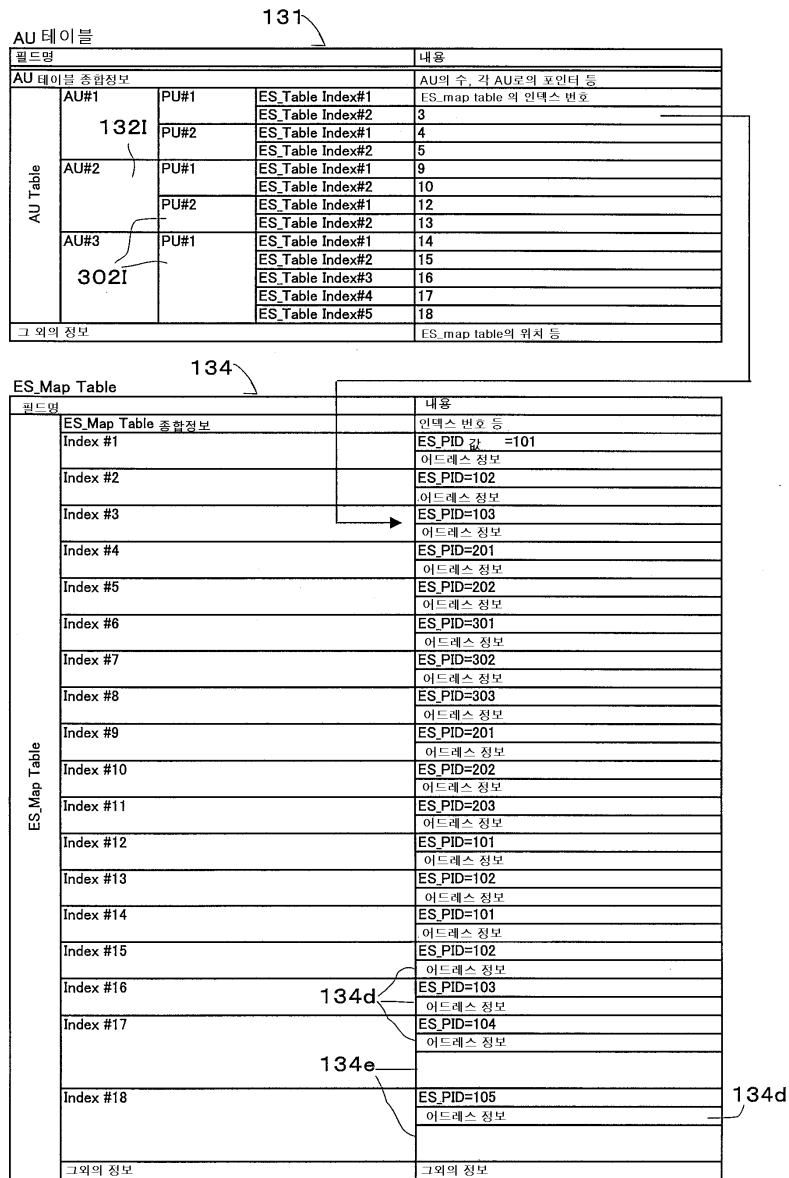 131
AU 테이블
필드명 내용
AU 테이블 종합정보 AU의 수, 각 AU로의 포인터 등
AU Table
AU#1 PU#1 ES_Table Index#1 ES_map table 의 인덱스 번호
132I ES_Table Index#2 3
PU#2 ES_Table Index#1 4
ES_Table Index#2 5
AU#2 PU#1 ES_Table Index#1 9
ES_Table Index#2 10
PU#2 ES_Table Index#1 12
ES_Table Index#2 13
AU#3 PU#1 ES_Table Index#1 14
302I ES_Table Index#2 15
ES_Table Index#3 16
ES_Table Index#4 17
ES_Table Index#5 18
그 외의 정보 ES_map table의 위치 등
134
ES_Map Table
필드명 내용
ES_Map Table 종합정보 인덱스 번호 등
ES_Map Table
Index #1 ES_PID 값 =101
어드레스 정보
Index #2 ES_PID=102
어드레스 정보
Index #3 ES_PID=103
어드레스 정보
Index #4 ES_PID=201
어드레스 정보
Index #5 ES_PID=202
어드레스 정보
Index #6 ES_PID=301
어드레스 정보
Index #7 ES_PID=302
어드레스 정보
Index #8 ES_PID=303
어드레스 정보
Index #9 ES_PID=201
어드레스 정보
Index #10 ES_PID=202
어드레스 정보
Index #11 ES_PID=203
어드레스 정보
Index #12 ES_PID=101
어드레스 정보
Index #13 ES_PID=102
어드레스 정보
Index #14 ES_PID=101
어드레스 정보
Index #15 ES_PID=102
어드레스 정보
Index #16 ES_PID=103
134d 어드레스 정보
Index #17 ES_PID=104
어드레스 정보
134e
Index #18 ES_PID=105
어드레스 정보 134d
그외의 정보 그외의 정보